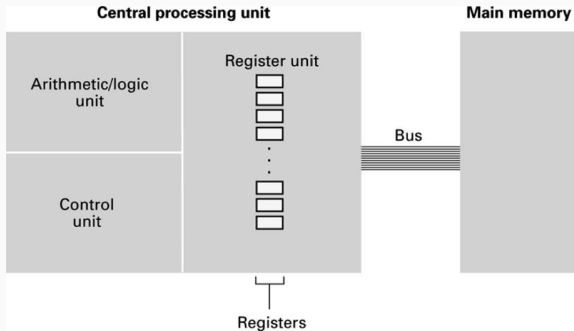 Central processing unit
Main memory
Arithmetic/logic
unit
Register unit
Bus
Control
unit
Registers